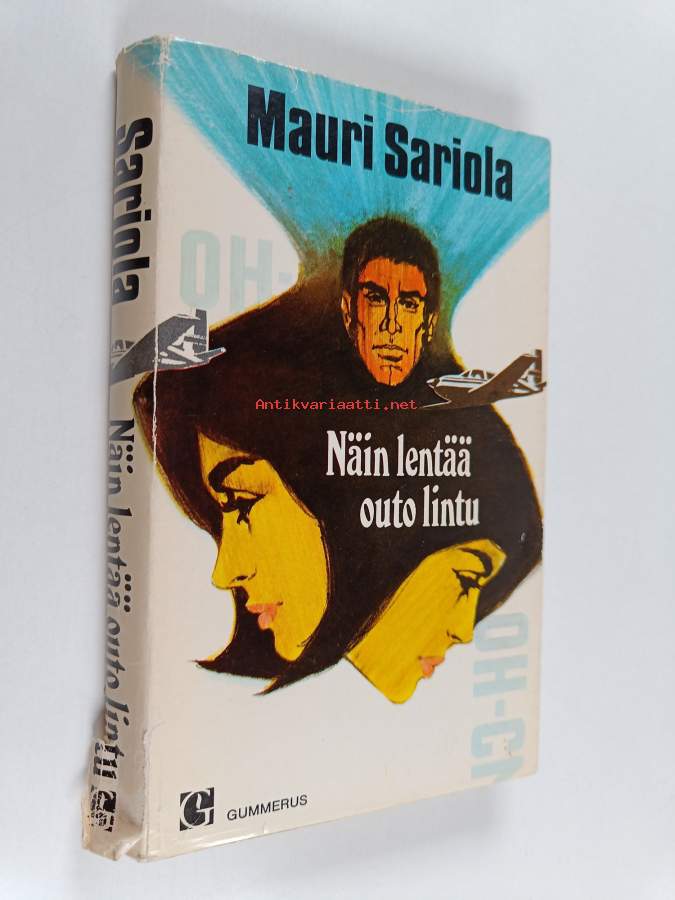 Mauri Sariola
OH-
Antikvariaatti.net
Näin lentää
outo lintu
OH-C
G GUMMERUS
Sariola
Näin lentää outo lintu
G